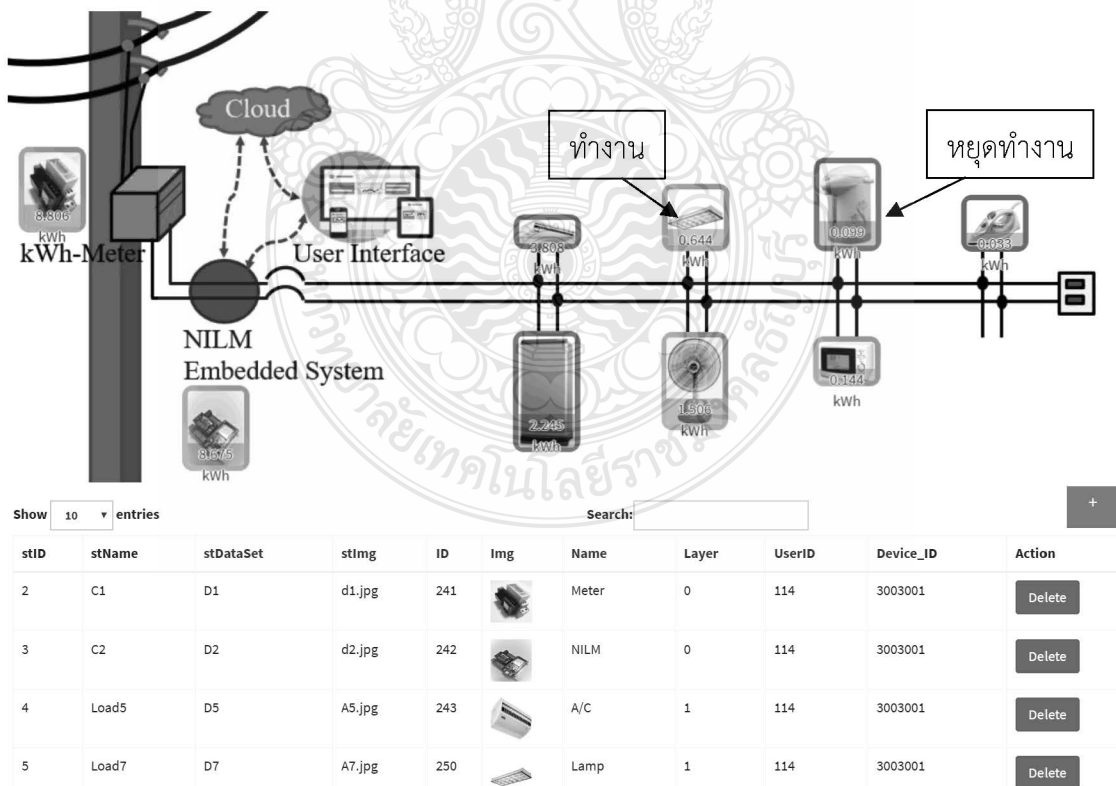 Cloud
ทำงาน
หยุดทำงาน
8.806
kWh
kWh-Meter
User Interface
NILM
Embedded System
8.675
kWh
3.808
kWh
0.644
kWh
0.099
kWh
0.033
kWh
2.245
kWh
1.506
kWh
0.144
kWh
Show 10 entries
Search:
+
stID stName stDataSet stImg ID Img Name Layer UserID Device_ID Action
2 C1 D1 d1.jpg 241 Meter 0 114 3003001 Delete
3 C2 D2 d2.jpg 242 NILM 0 114 3003001 Delete
4 Load5 D5 A5.jpg 243 A/C 1 114 3003001 Delete
5 Load7 D7 A7.jpg 250 Lamp 1 114 3003001 Delete